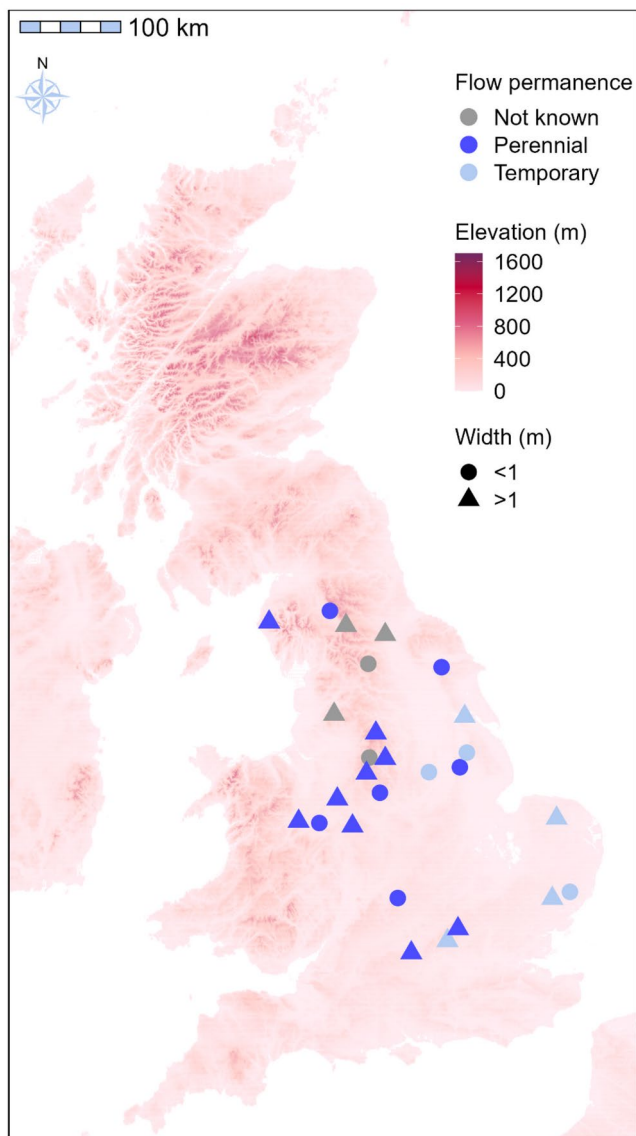 100 km
N
Flow permanence
Not known
Perennial
Temporary
Elevation (m)
1600
1200
800
400
0
Width (m)
<1
>1